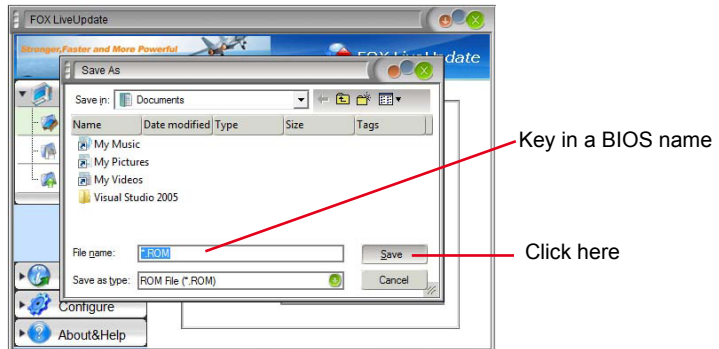 FOX LiveUpdate
Stronger,Faster and More Powerful
FOX LiveUpdate
Save As
Save in: Documents
Name Date modified Type Size Tags
My Music
My Pictures
My Videos
Visual Studio 2005
Key in a BIOS name
File name: *.ROM Save
Click here
Save as type: ROM File (*.ROM) Cancel
Configure
About&Help